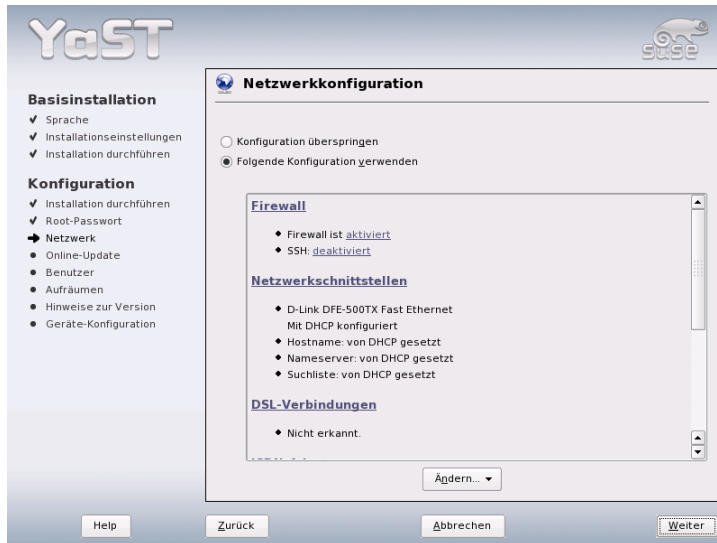 YaST
suse
Basisinstallation
Sprache
Installationseinstellungen
Installation durchführen
Konfiguration
Installation durchführen
Root-Passwort
Netzwerk
Online-Update
Benutzer
Aufräumen
Hinweise zur Version
Geräte-Konfiguration
Netzwerkkonfiguration
Konfiguration überspringen
Folgende Konfiguration verwenden
Firewall
Firewall ist aktiviert
SSH: deaktiviert
Netzwerkschnittstellen
D-Link DFE-500TX Fast Ethernet
Mit DHCP konfiguriert
Hostname: von DHCP gesetzt
Nameserver: von DHCP gesetzt
Suchliste: von DHCP gesetzt
DSL-Verbindungen
Nicht erkannt.
Ändern...
Help
Zurück
Abbrechen
Weiter